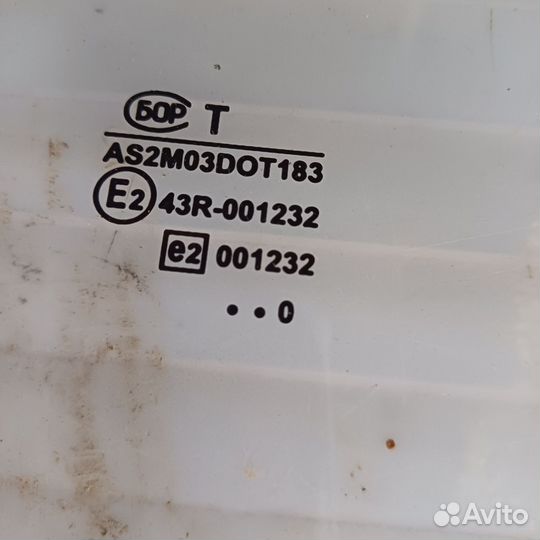 БОР T
AS2M03DOT183
E2 43R-001232
e2 001232
..0
Avito